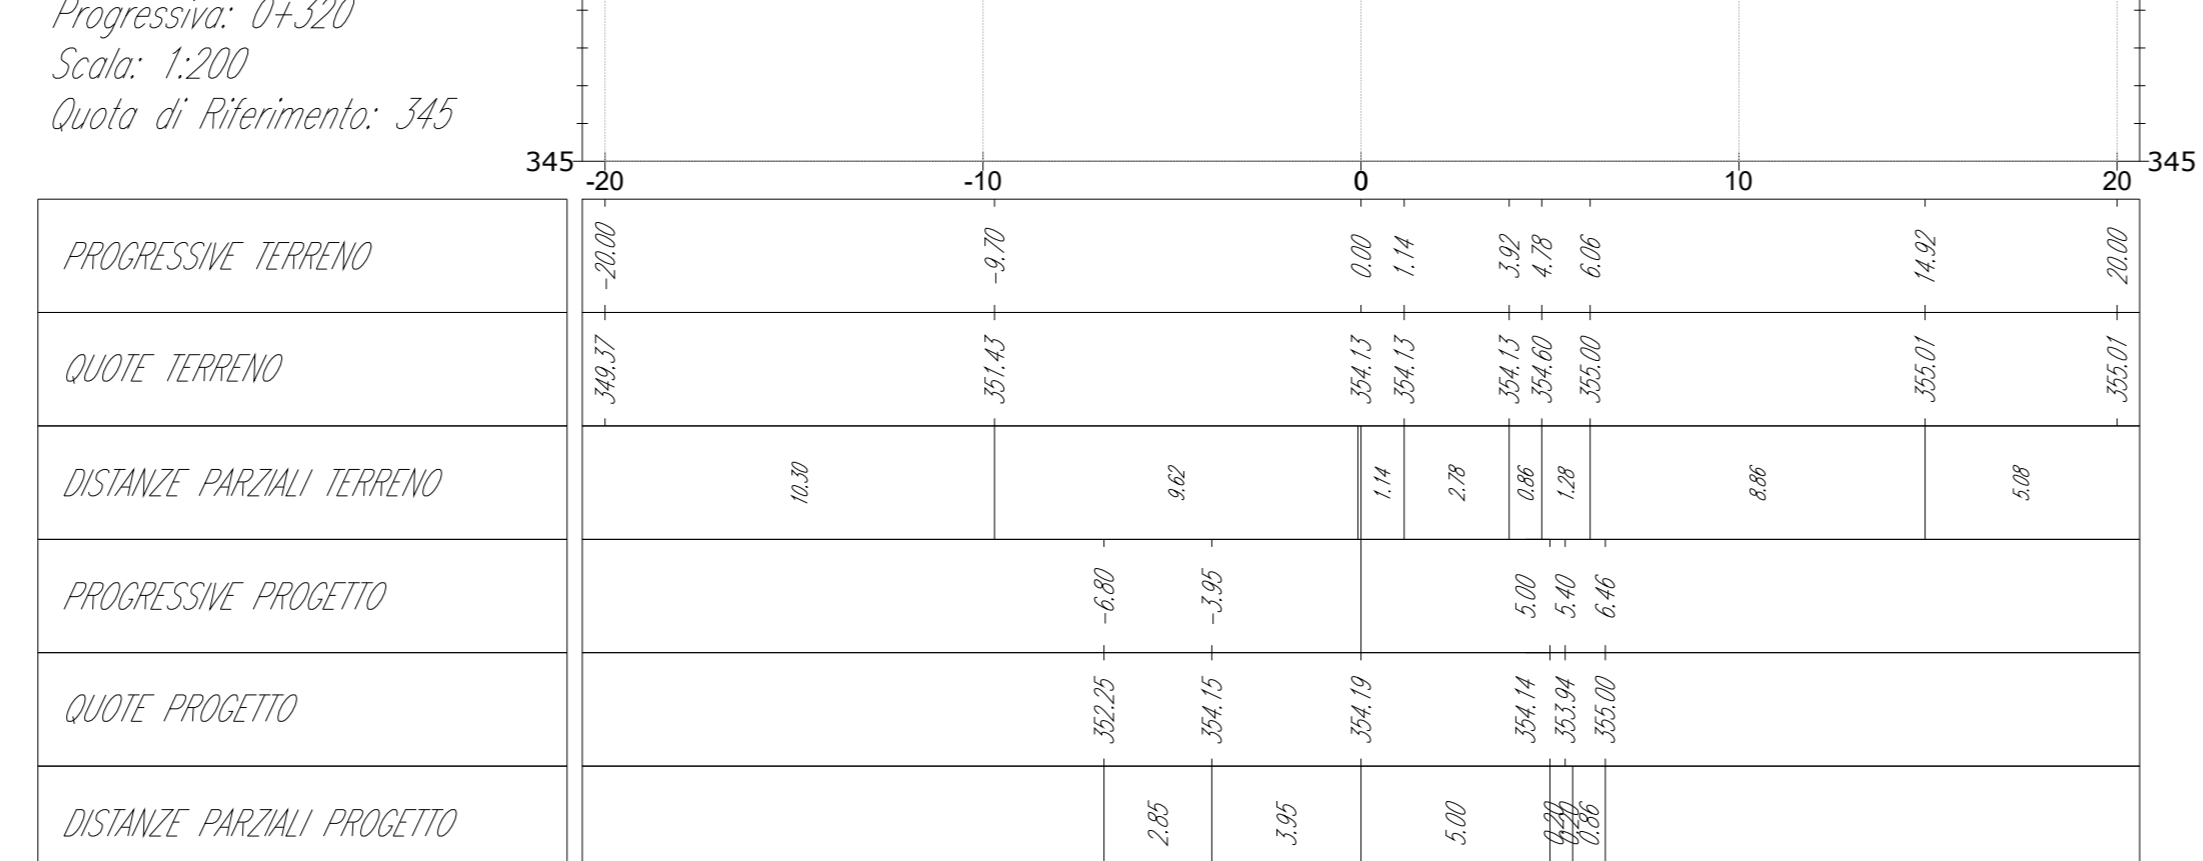 Progressiva: 0+320
Scala: 1:200
Quota di Riferimento: 345
345 345
-20 -10 0 10 20
PROGRESSIVE TERRENO -20.00 -9.70 0.00 1.14 3.92 4.78 6.06 14.92 20.00
QUOTE TERRENO 349.37 351.43 354.13 354.13 354.13 354.60 355.00 355.01 355.01
DISTANZE PARZIALI TERRENO 10.30 9.62 1.14 2.78 0.86 1.28 8.86 5.08
PROGRESSIVE PROGETTO -6.80 -3.95 5.00 5.40 6.46
QUOTE PROGETTO 352.25 354.15 354.19 354.14 353.94 355.00
DISTANZE PARZIALI PROGETTO 2.85 3.95 5.00 0.20 0.20 0.86